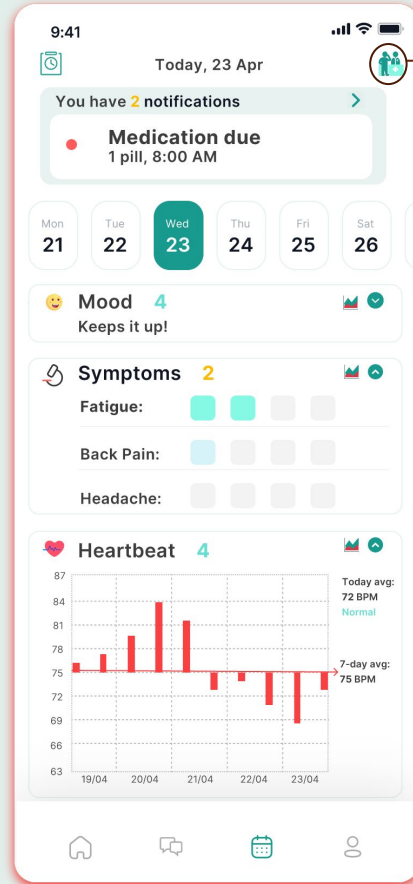 9:41
Today, 23 Apr
You have 2 notifications
Medication due
1 pill, 8:00 AM
Mon Tue Wed Thu Fri Sat
21 22 23 24 25 26
Mood 4
Keeps it up!
Symptoms 2
Fatigue:
Back Pain:
Headache:
Heartbeat 4
87
84
81
78
75
72
69
66
63
19/04 20/04 21/04 22/04 23/04
Today avg:
72 BPM
Normal
7-day avg:
75 BPM